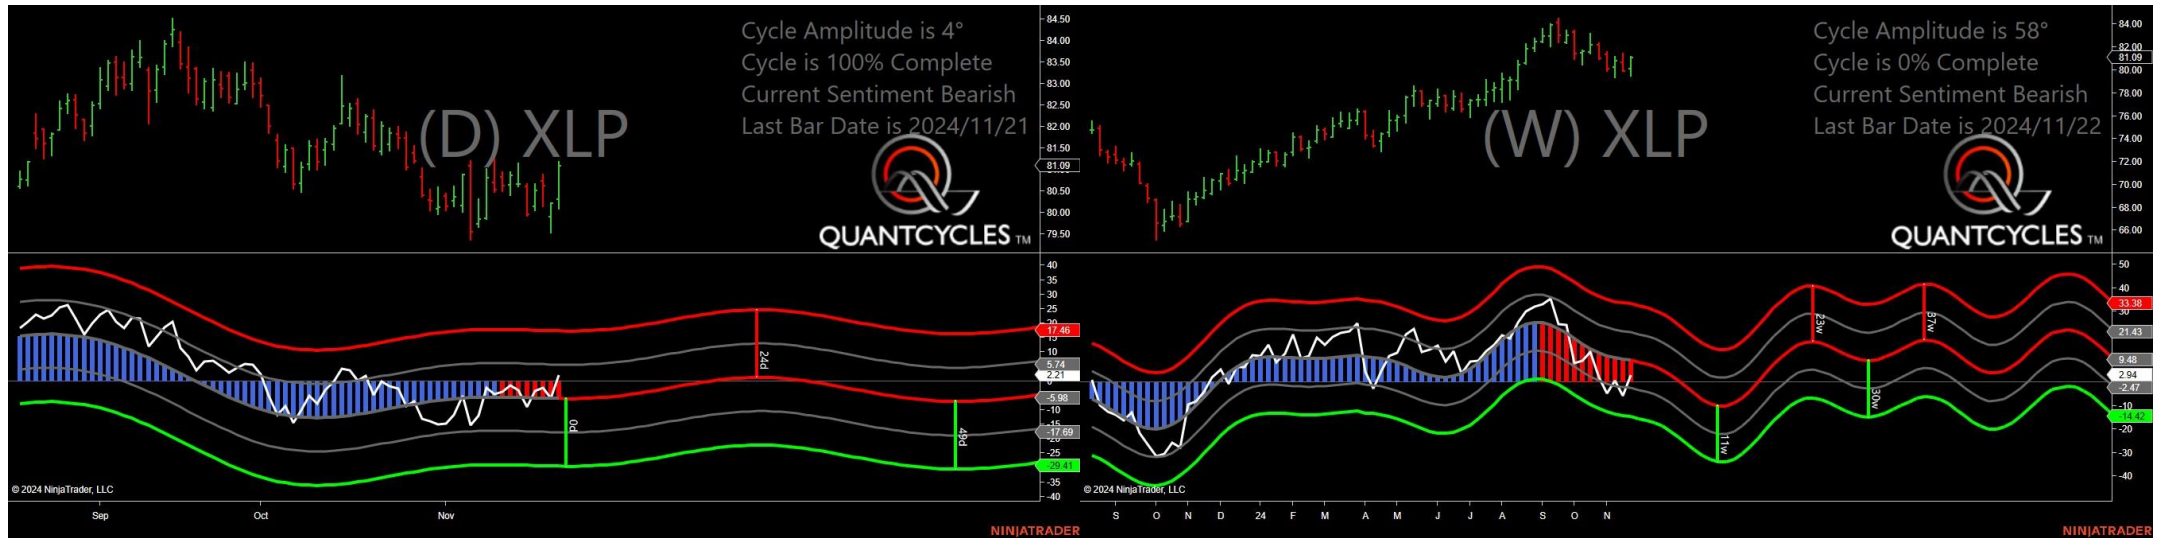 Cycle Amplitude is 4°
Cycle is 100% Complete
Current Sentiment Bearish
Last Bar Date is 2024/11/21
(D) XLP
QUANTCYCLES TM
84.50
84.00
83.50
83.00
82.50
82.00
81.50
81.09
80.50
80.00
79.50
40
35
30
25
17.46
10
5.74
2.21
-5.98
-10
-15
-17.69
-25
-29.41
-35
-40
24d
0d
49d
© 2024 NinjaTrader, LLC
Sep Oct Nov
NINJATRADER
Cycle Amplitude is 58°
Cycle is 0% Complete
Current Sentiment Bearish
Last Bar Date is 2024/11/22
(W) XLP
QUANTCYCLES TM
84.00
82.00
81.09
80.00
78.00
76.00
74.00
72.00
70.00
68.00
66.00
50
40
33.38
30
21.43
9.48
2.94
-2.47
-10
-14.42
-20
-30
-40
23w
37w
30w
11w
© 2024 NinjaTrader, LLC
S O N D 24 F M A M J J A S O N
NINJATRADER